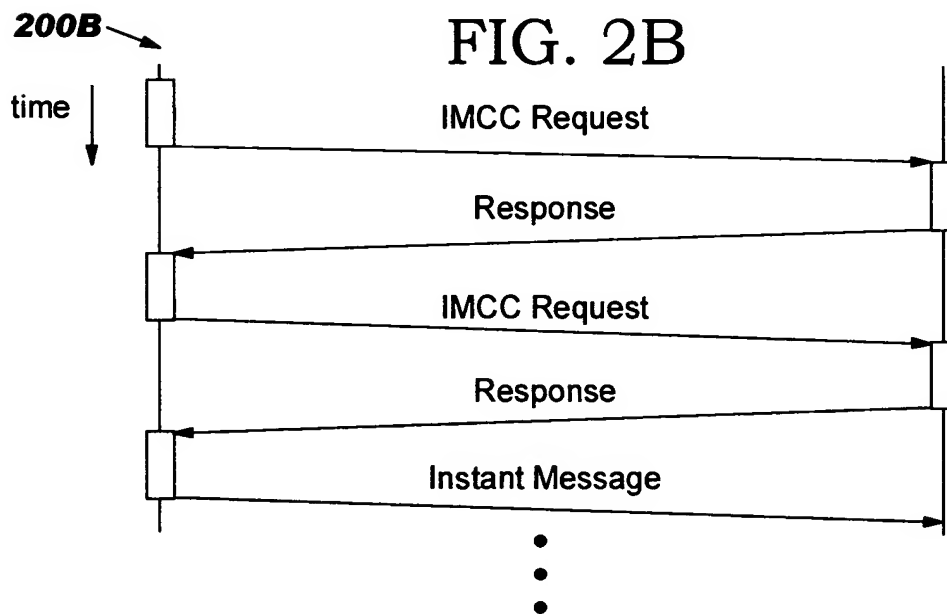 200B
FIG. 2B
time
IMCC Request
Response
IMCC Request
Response
Instant Message